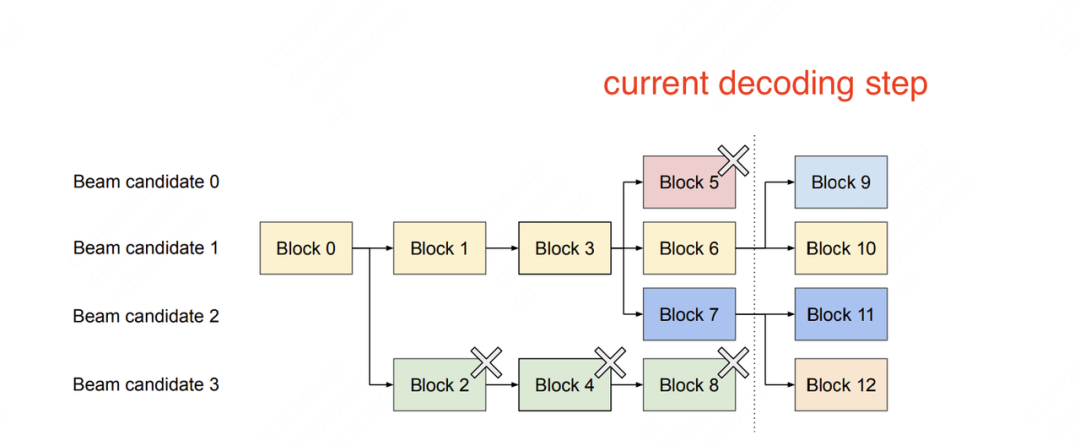 current decoding step
Beam candidate 0
Block 5
Block 9
Beam candidate 1
Block 0
Block 1
Block 3
Block 6
Block 10
Beam candidate 2
Block 7
Block 11
Beam candidate 3
Block 2
Block 4
Block 8
Block 12